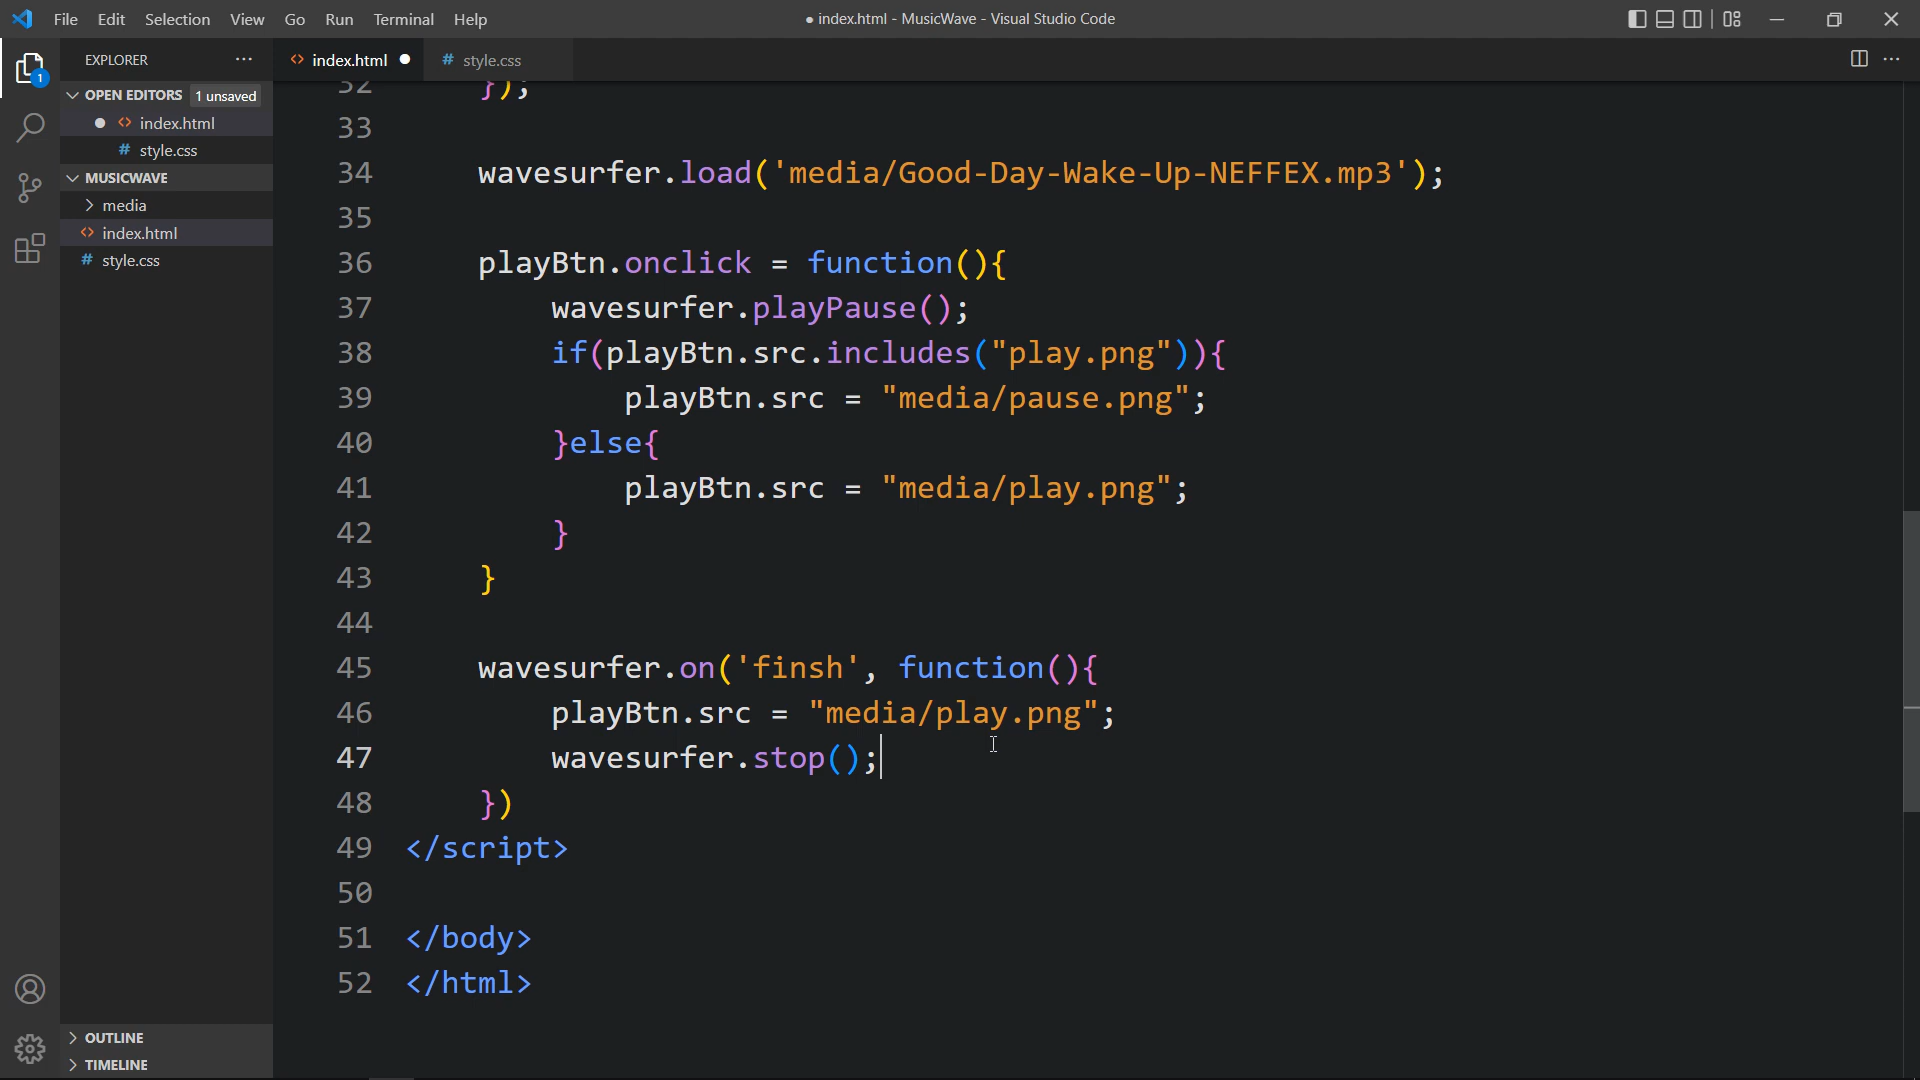 File Edit Selection View Go Run Terminal Help
● index.html - MusicWave - Visual Studio Code
1
EXPLORER ···
<> index.html ●
# style.css
OPEN EDITORS 1 unsaved
● <> index.html
# style.css
MUSICWAVE
media
<> index.html
# style.css
OUTLINE
TIMELINE
32 });
33
34 wavesurfer.load('media/Good-Day-Wake-Up-NEFFEX.mp3');
35
36 playBtn.onclick = function(){
37 wavesurfer.playPause();
38 if(playBtn.src.includes("play.png")){
39 playBtn.src = "media/pause.png";
40 }else{
41 playBtn.src = "media/play.png";
42 }
43 }
44
45 wavesurfer.on('finsh', function(){
46 playBtn.src = "media/play.png";
47 wavesurfer.stop();
48 })
49 </script>
50
51 </body>
52 </html>